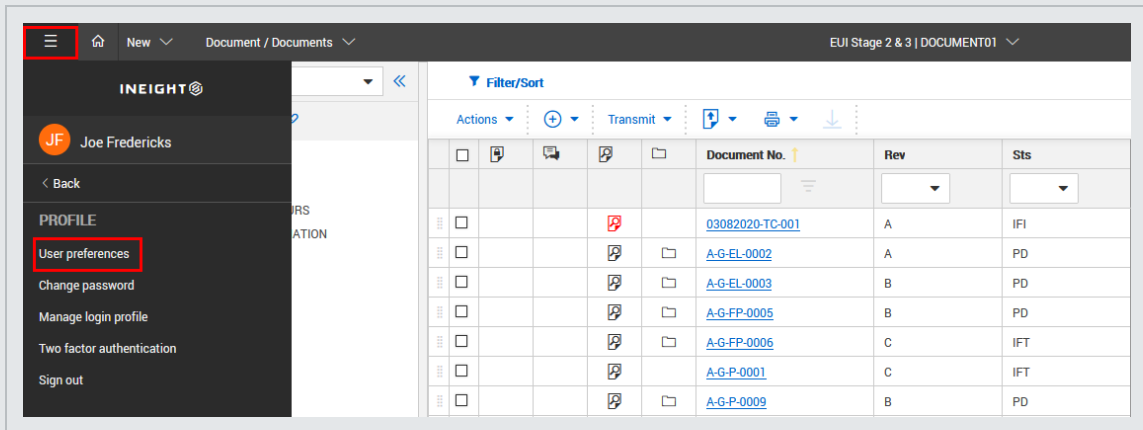 New
Document / Documents
EUI Stage 2 & 3 | DOCUMENT01
INEIGHT
JF
Joe Fredericks
< Back
PROFILE
User preferences
Change password
Manage login profile
Two factor authentication
Sign out
URS
ATION
Filter/Sort
Actions
Transmit
Document No. Rev Sts
03082020-TC-001 A IFI
A-G-EL-0002 A PD
A-G-EL-0003 B PD
A-G-FP-0005 B PD
A-G-FP-0006 C IFT
A-G-P-0001 C IFT
A-G-P-0009 B PD